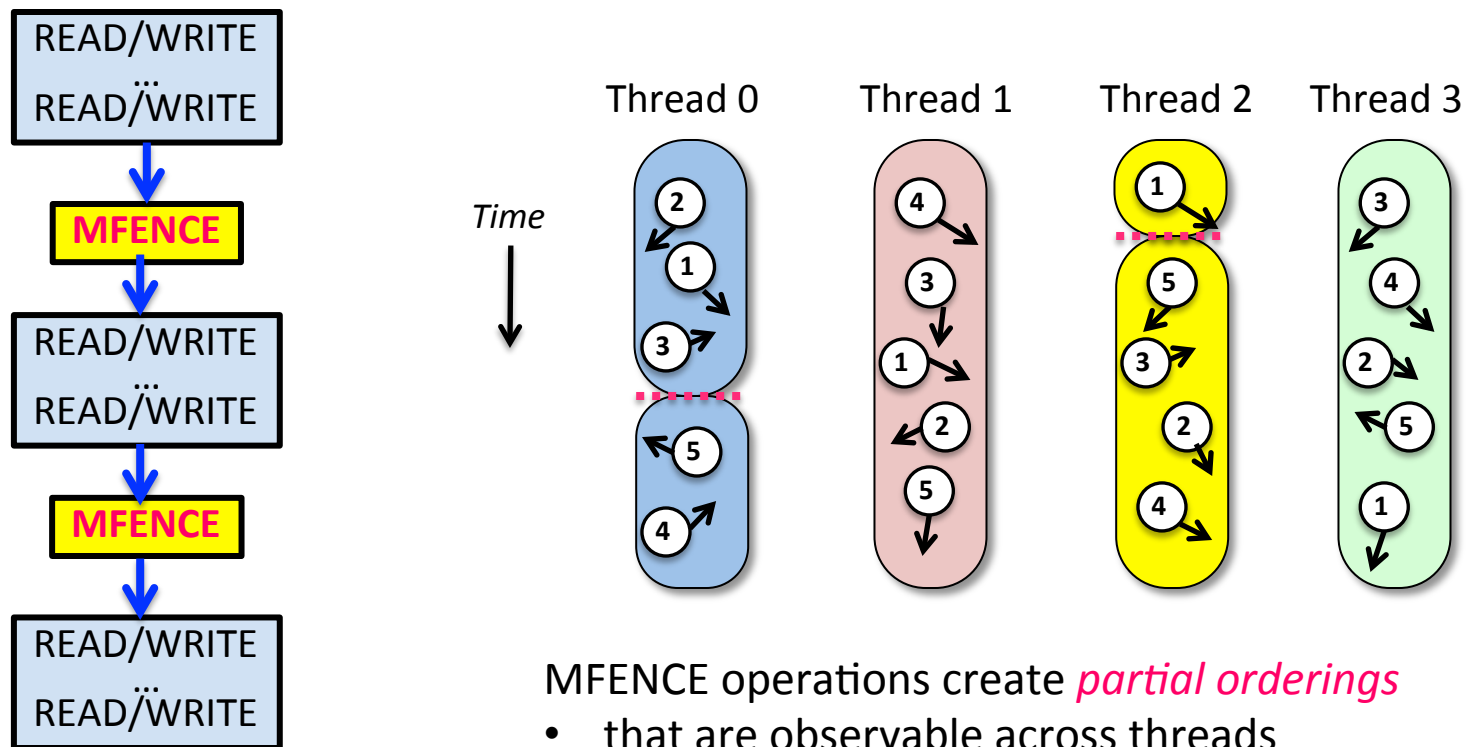 READ/WRITE
...
READ/WRITE
MFENCE
READ/WRITE
...
READ/WRITE
MFENCE
READ/WRITE
...
READ/WRITE
Time
Thread 0 Thread 1 Thread 2 Thread 3
2
1
3
5
4
4
3
1
2
5
1
5
3
2
4
3
4
2
5
1
MFENCE operations create partial orderings
• that are observable across threads